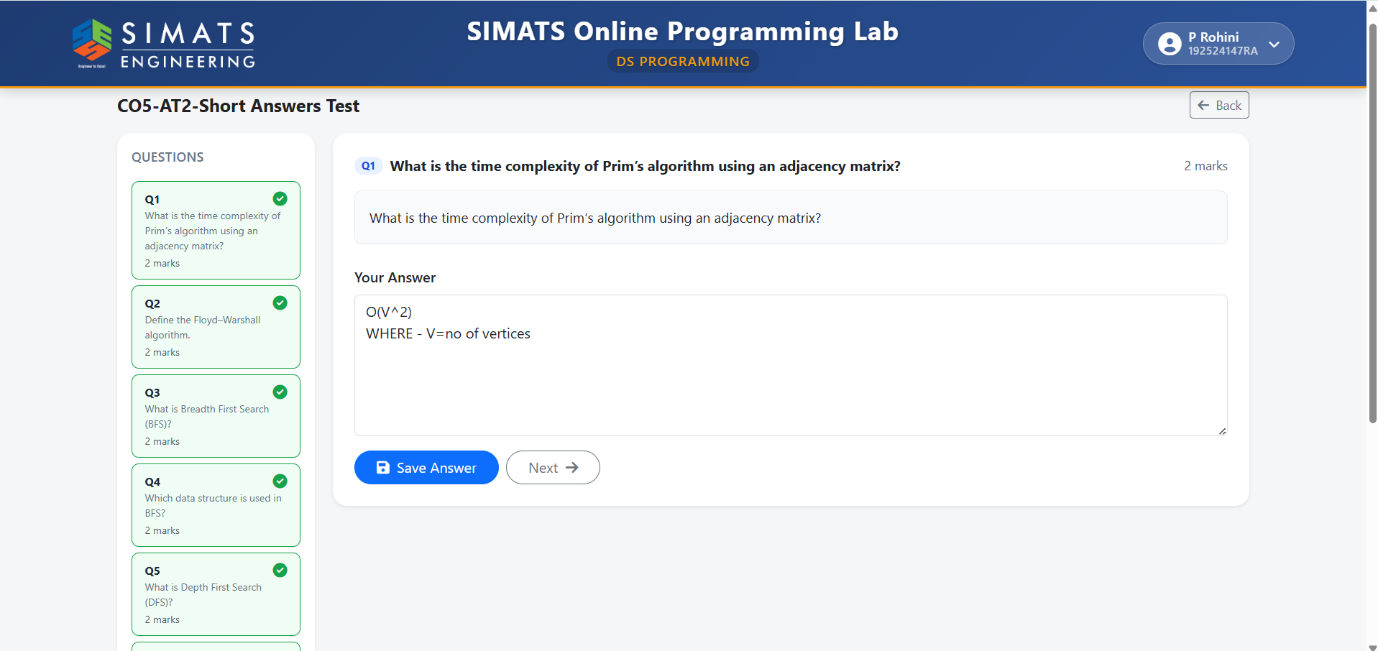 SIMATS
ENGINEERING
Engineer to Excel
SIMATS Online Programming Lab
DS PROGRAMMING
P Rohini
192524147RA
CO5-AT2-Short Answers Test
Back
QUESTIONS
Q1
What is the time complexity of
Prim's algorithm using an
adjacency matrix?
2 marks
Q2
Define the Floyd–Warshall
algorithm.
2 marks
Q3
What is Breadth First Search
(BFS)?
2 marks
Q4
Which data structure is used in
BFS?
2 marks
Q5
What is Depth First Search
(DFS)?
2 marks
Q1 What is the time complexity of Prim's algorithm using an adjacency matrix? 2 marks
What is the time complexity of Prim's algorithm using an adjacency matrix?
Your Answer
O(V^2)
WHERE - V=no of vertices
Save Answer
Next